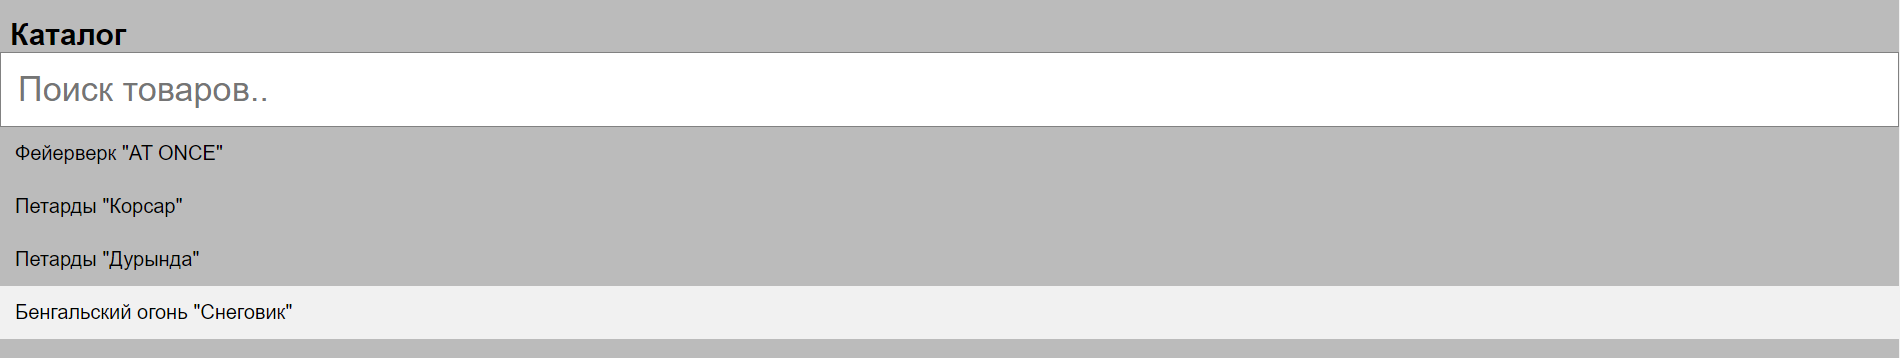 Каталог
Поиск товаров..
Фейерверк "AT ONCE"
Петарды "Корсар"
Петарды "Дурында"
Бенгальский огонь "Снеговик"